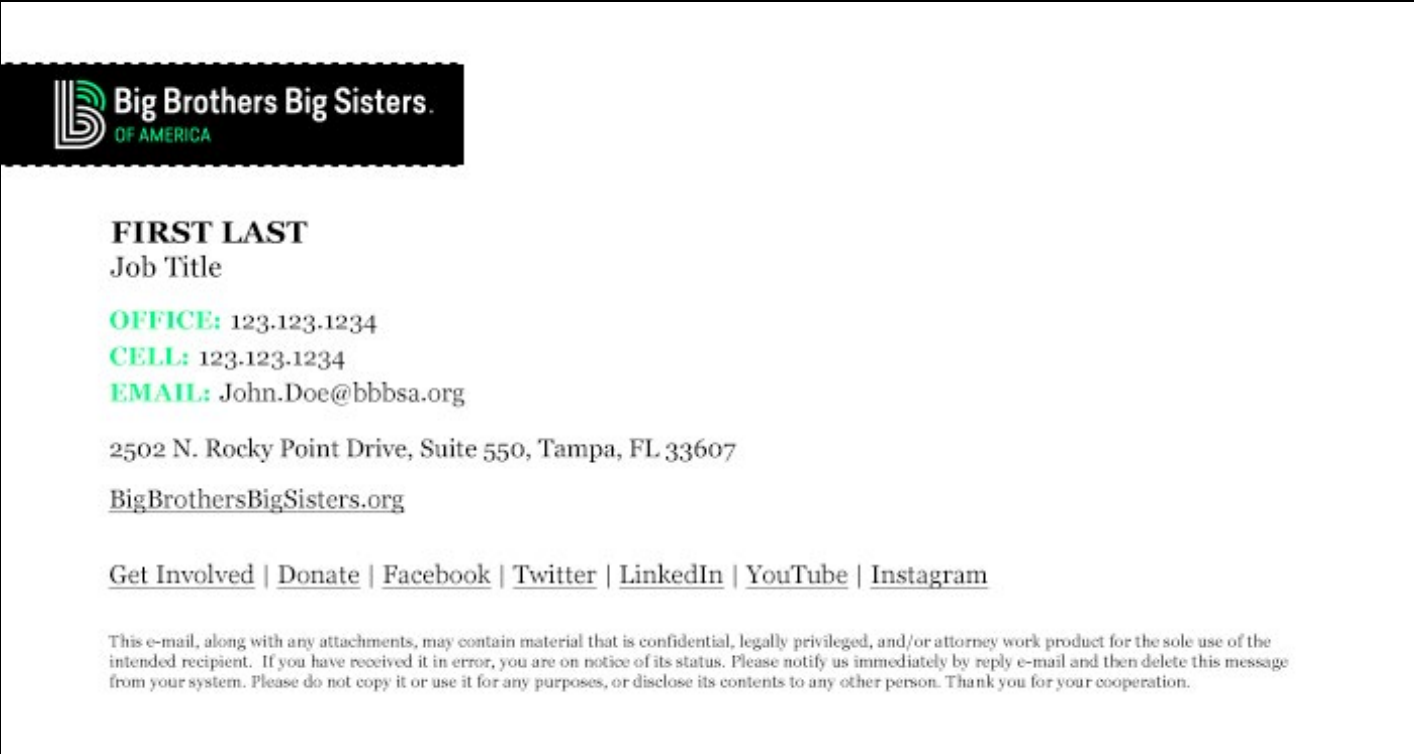 Big Brothers Big Sisters.
OF AMERICA
FIRST LAST
Job Title
OFFICE: 123.123.1234
CELL: 123.123.1234
EMAIL: John.Doe@bbbsa.org
2502 N. Rocky Point Drive, Suite 550, Tampa, FL 33607
BigBrothersBigSisters.org
Get Involved | Donate | Facebook | Twitter | LinkedIn | YouTube | Instagram
This e-mail, along with any attachments, may contain material that is confidential, legally privileged, and/or attorney work product for the sole use of the
intended recipient.  If you have received it in error, you are on notice of its status. Please notify us immediately by reply e-mail and then delete this message
from your system. Please do not copy it or use it for any purposes, or disclose its contents to any other person. Thank you for your cooperation.